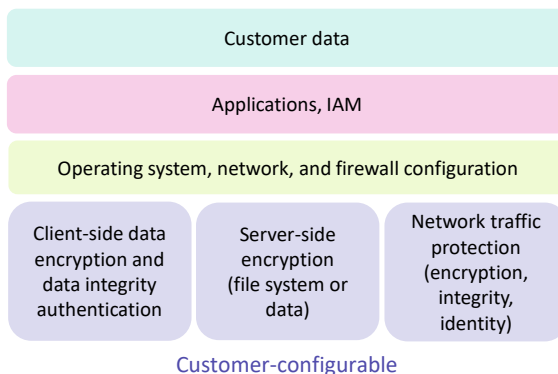 Customer data
Applications, IAM
Operating system, network, and firewall configuration
Client-side data
encryption and
data integrity
authentication
Server-side
encryption
(file system or
data)
Network traffic
protection
(encryption,
integrity,
identity)
Customer-configurable